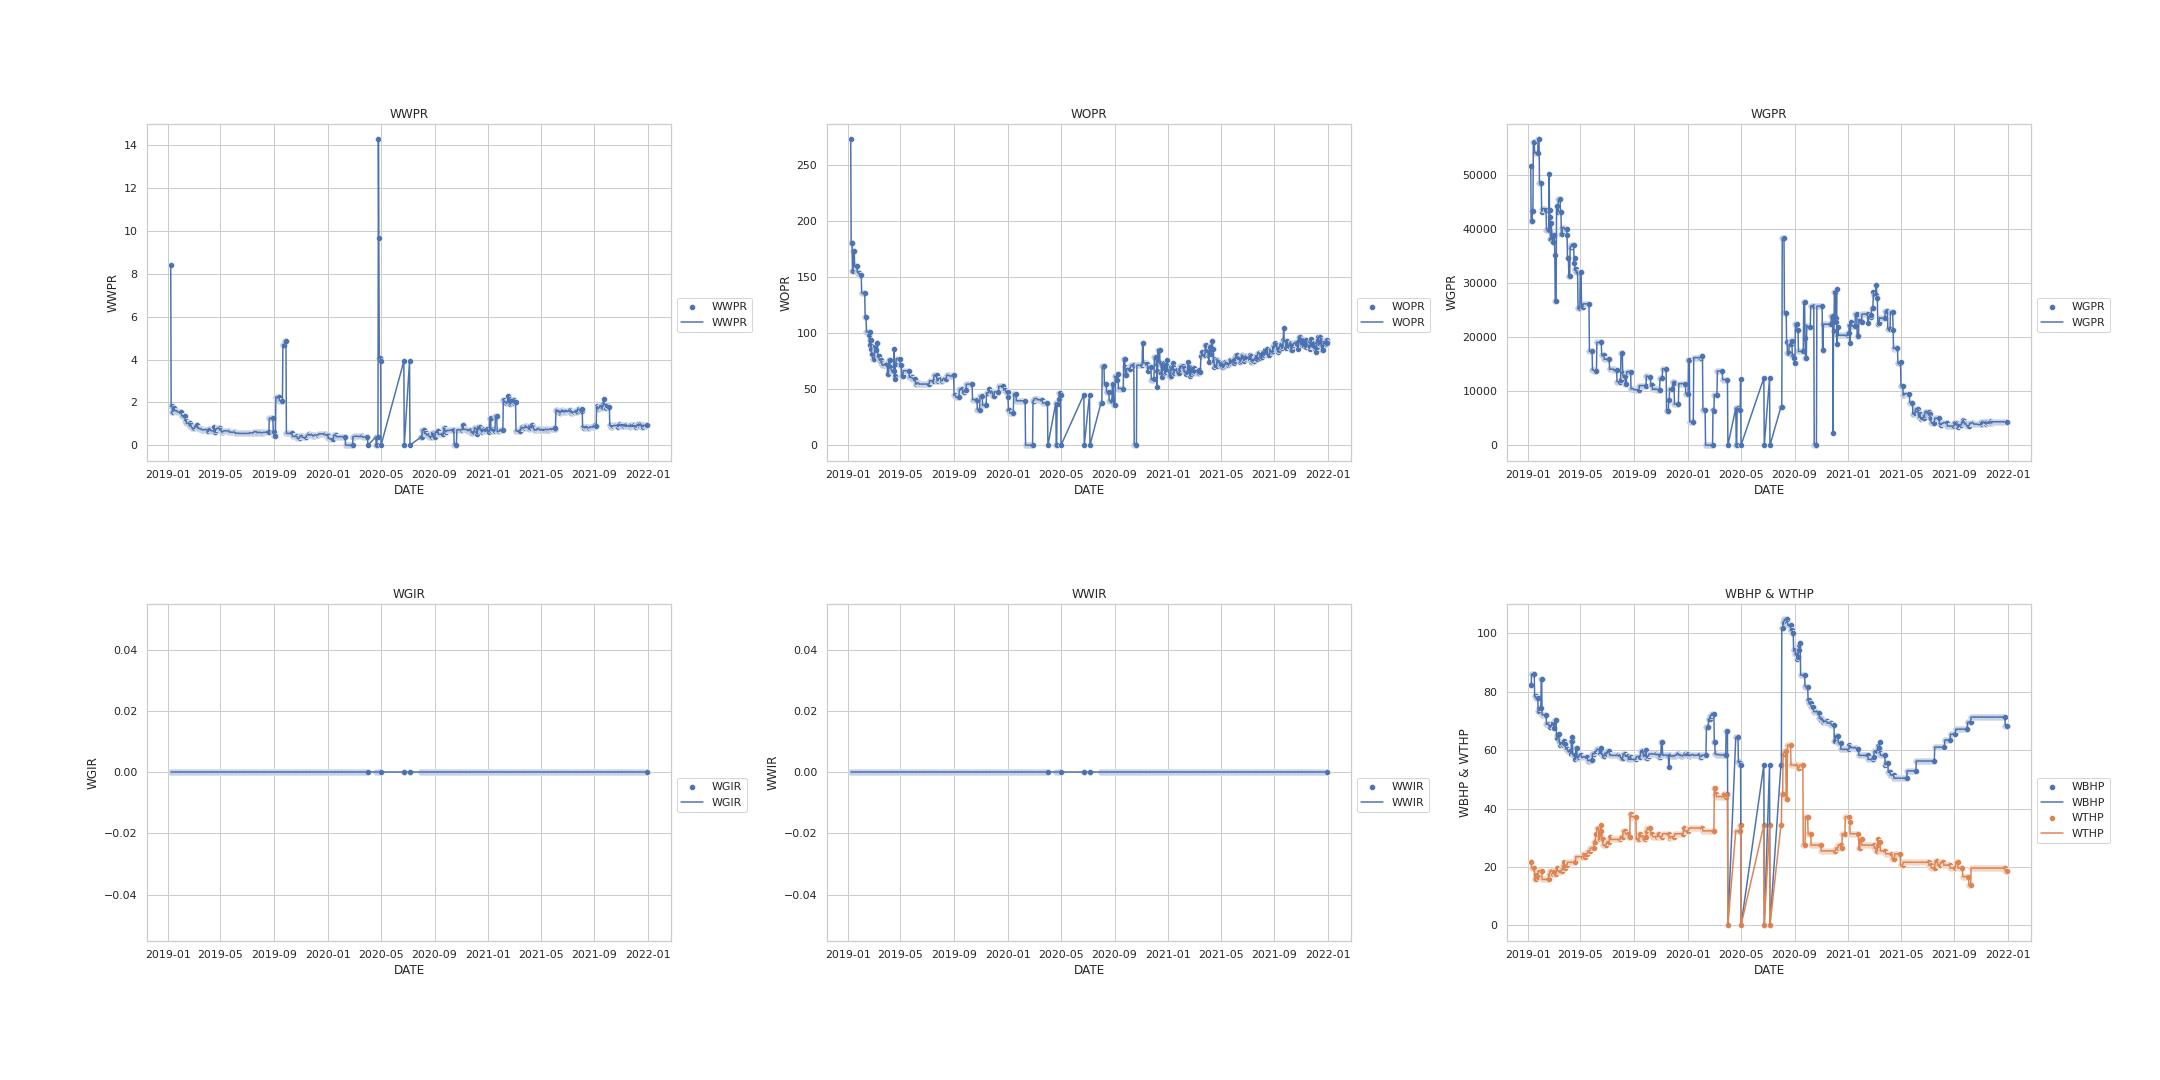 WWPR
14
12
10
8
6
4
2
0
WWPR
2019-01 2019-05 2019-09 2020-01 2020-05 2020-09 2021-01 2021-05 2021-09 2022-01
DATE
WWPR
WWPR
WOPR
250
200
150
100
50
0
WOPR
2019-01 2019-05 2019-09 2020-01 2020-05 2020-09 2021-01 2021-05 2021-09 2022-01
DATE
WOPR
WOPR
WGPR
50000
40000
30000
20000
10000
0
WGPR
2019-01 2019-05 2019-09 2020-01 2020-05 2020-09 2021-01 2021-05 2021-09 2022-01
DATE
WGPR
WGPR
WGIR
0.04
0.02
0.00
−0.02
−0.04
WGIR
2019-01 2019-05 2019-09 2020-01 2020-05 2020-09 2021-01 2021-05 2021-09 2022-01
DATE
WGIR
WGIR
WWIR
0.04
0.02
0.00
−0.02
−0.04
WWIR
2019-01 2019-05 2019-09 2020-01 2020-05 2020-09 2021-01 2021-05 2021-09 2022-01
DATE
WWIR
WWIR
WBHP & WTHP
100
80
60
40
20
0
WBHP & WTHP
2019-01 2019-05 2019-09 2020-01 2020-05 2020-09 2021-01 2021-05 2021-09 2022-01
DATE
WBHP
WBHP
WTHP
WTHP